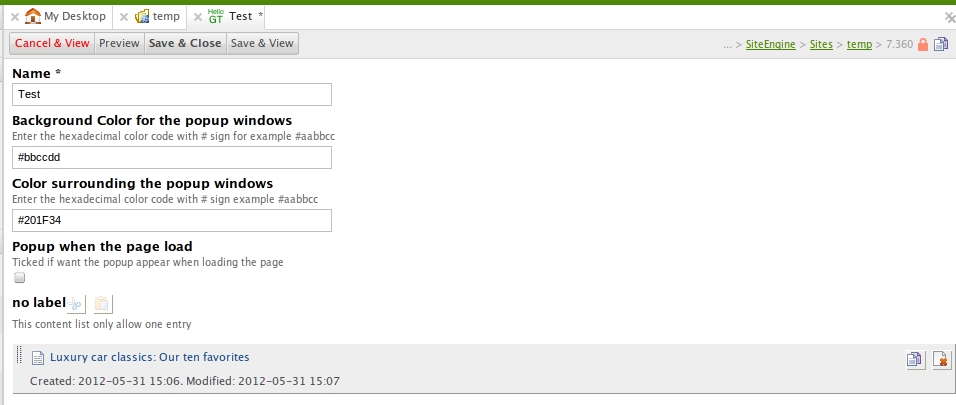 My Desktop temp Hello GT Test *
Cancel & View Preview Save & Close Save & View ... > SiteEngine > Sites > temp > 7.360
Name *
Test
Background Color for the popup windows
Enter the hexadecimal color code with # sign for example #aabbcc
#bbccdd
Color surrounding the popup windows
Enter the hexadecimal color code with # sign example #aabbcc
#201F34
Popup when the page load
Ticked if want the popup appear when loading the page
no label
This content list only allow one entry
Luxury car classics: Our ten favorites
Created: 2012-05-31 15:06. Modified: 2012-05-31 15:07